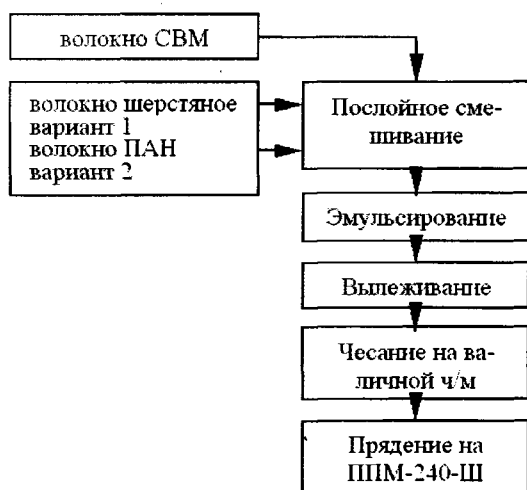 волокно СВМ
волокно шерстяное
вариант 1
волокно ПАН
вариант 2
Послойное сме-
шивание
Эмульсирование
Вылеживание
Чесание на ва-
личной ч/м
Прядение на
ППМ-240-Ш